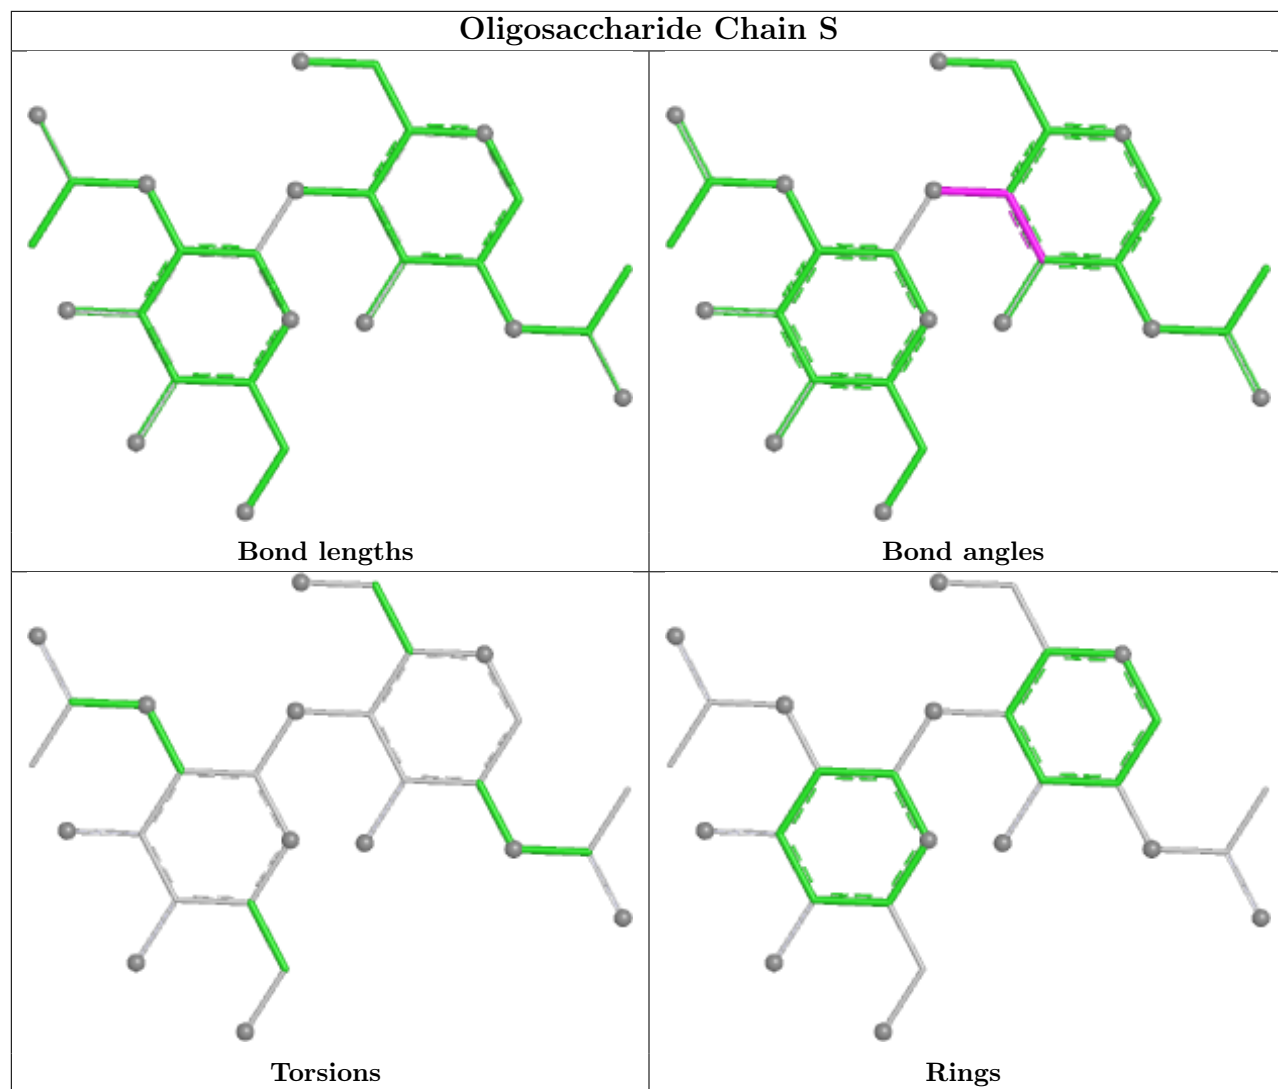 Oligosaccharide Chain S
Bond lengths
Bond angles
Torsions
Rings